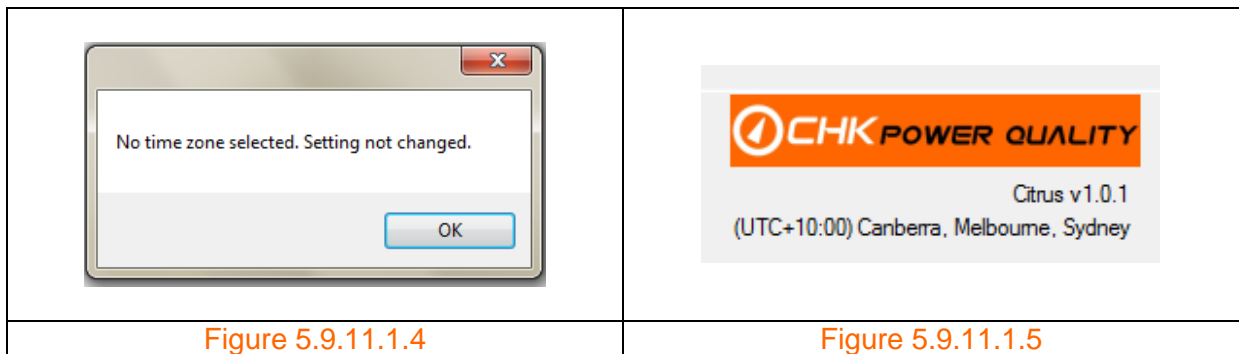 No time zone selected. Setting not changed.
OK
CHK POWER QUALITY
Citrus v1.0.1
(UTC+10:00) Canberra, Melbourne, Sydney
Figure 5.9.11.1.4
Figure 5.9.11.1.5